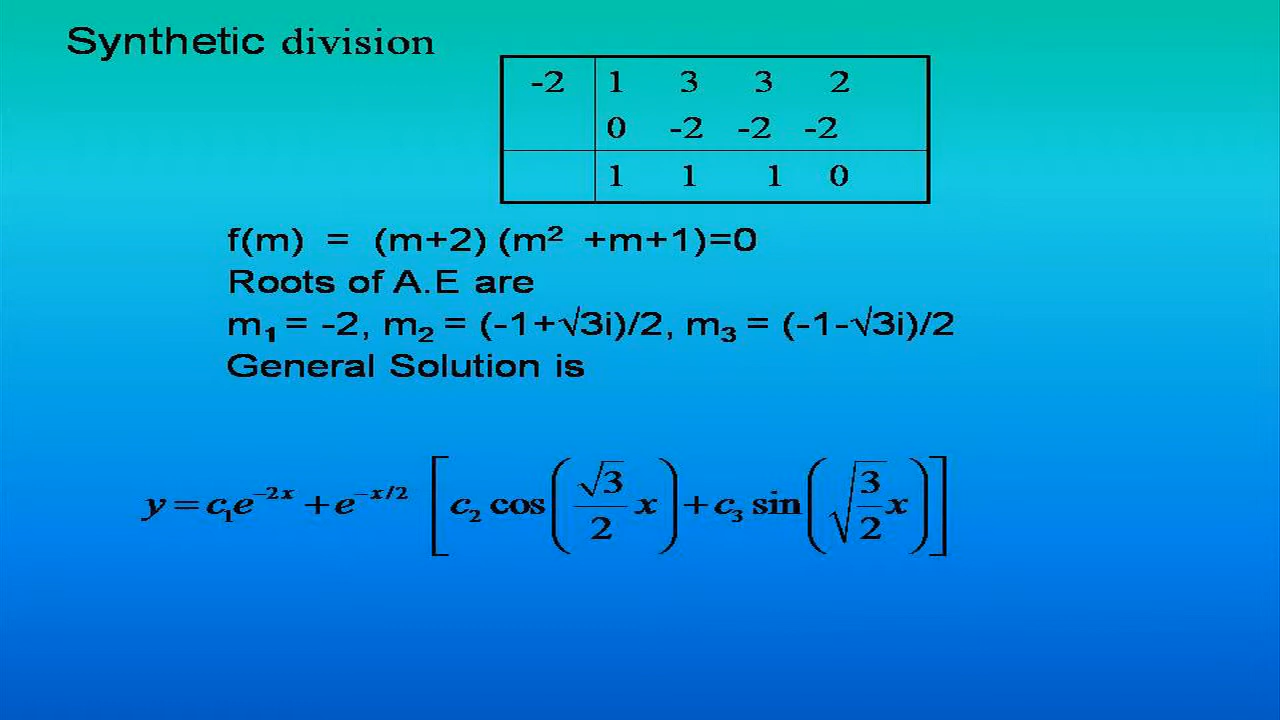 Synthetic division
-2 1 3 3 2
0 -2 -2 -2
1 1 1 0
f(m) = (m+2) (m² +m+1)=0
Roots of A.E are
m₁ = -2, m₂ = (-1+√3i)/2, m₃ = (-1-√3i)/2
General Solution is
y = c₁e^{-2x} + e^{-x/2} [c₂ cos(\frac{√3}{2} x) + c₃ sin(√{\frac{3}{2}x})]